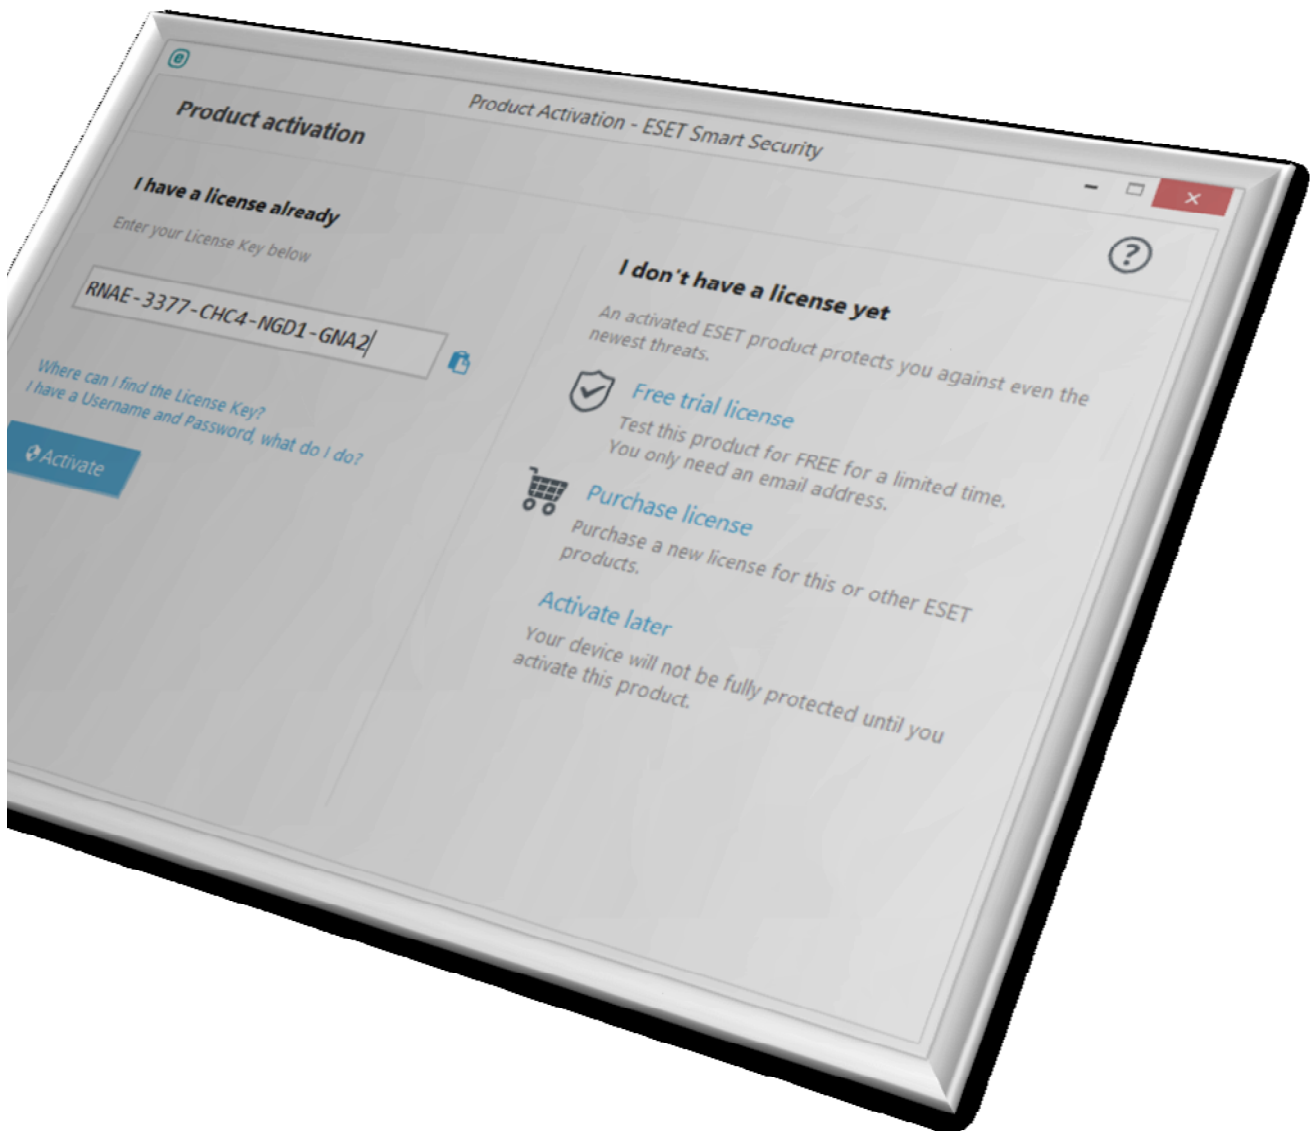 Product Activation - ESET Smart Security
Product activation
I have a license already
Enter your License Key below
RNAE-3377-CHC4-NGD1-GNA2
Where can I find the License Key?
I have a Username and Password, what do I do?
Activate
?
I don't have a license yet
An activated ESET product protects you against even the
newest threats.
Free trial license
Test this product for FREE for a limited time.
You only need an email address.
Purchase license
Purchase a new license for this or other ESET
products.
Activate later
Your device will not be fully protected until you
activate this product.